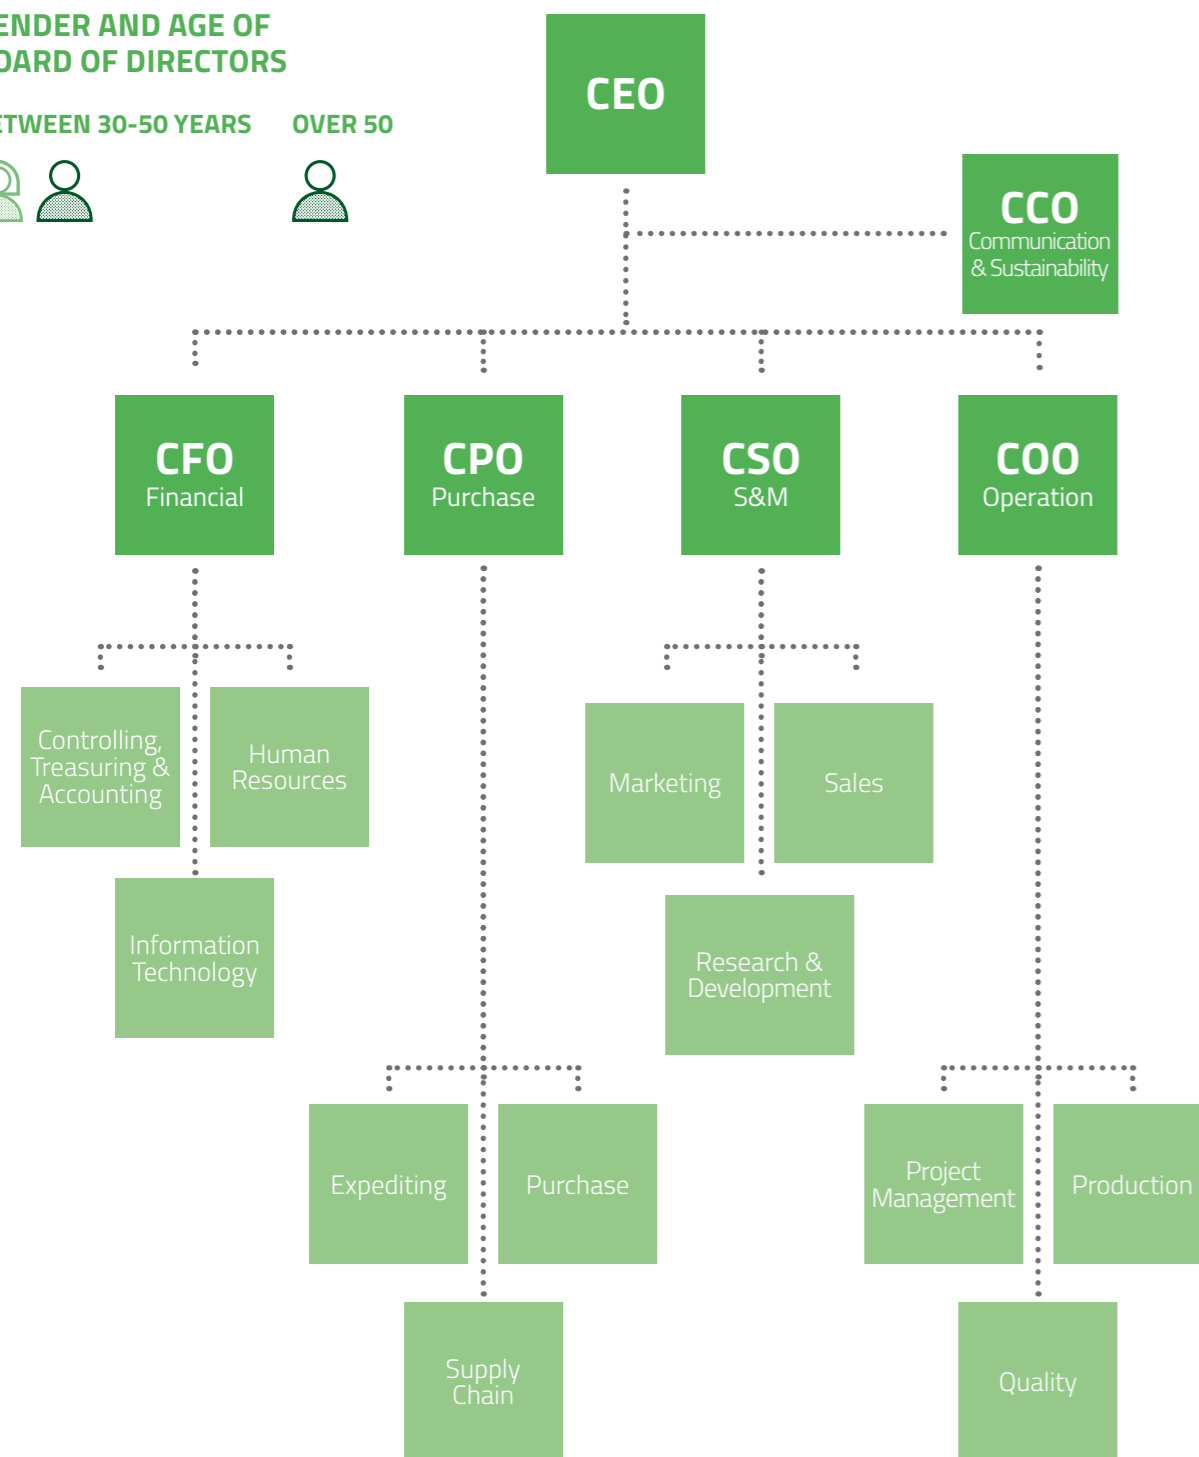 ENDER AND AGE OF
OARD OF DIRECTORS
ETWEEN 30-50 YEARS
OVER 50
CEO
CCO
Communication
& Sustainability
CFO
Financial
CPO
Purchase
CSO
S&M
COO
Operation
Controlling,
Treasuring &
Accounting
Human
Resources
Marketing
Sales
Information
Technology
Research &
Development
Expediting
Purchase
Project
Management
Production
Supply
Chain
Quality